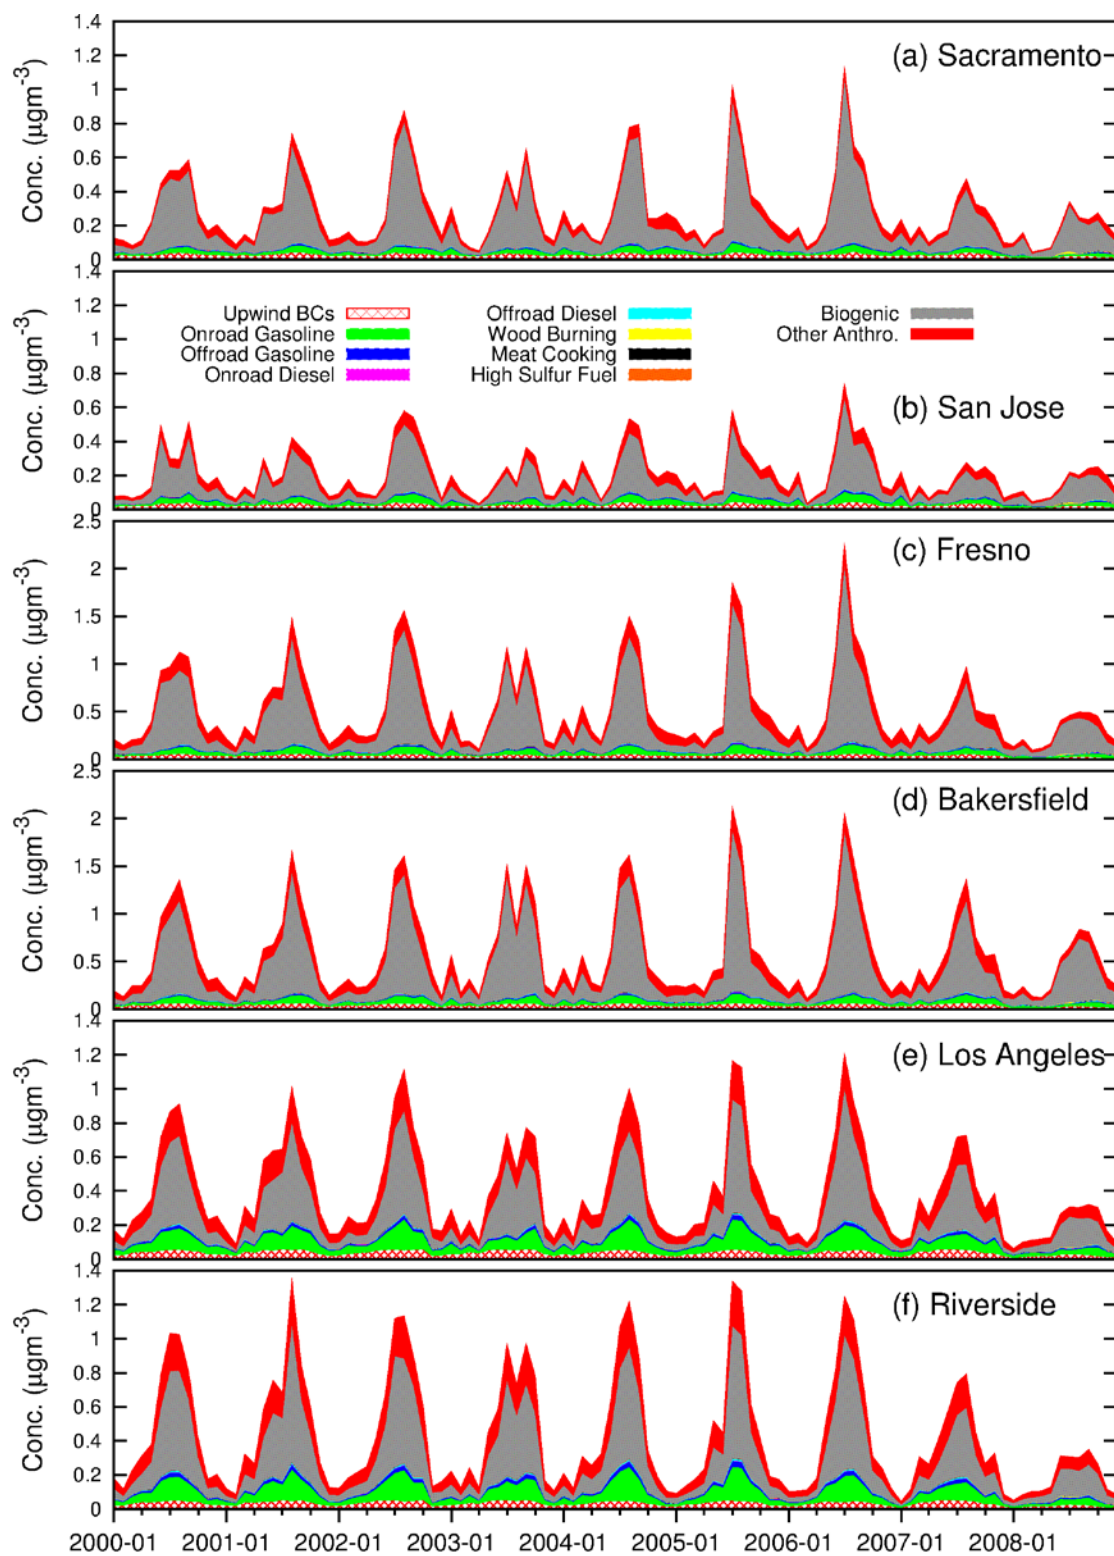 1.4
1.2
1
0.8
0.6
0.4
0.2
0
Conc. (μgm-3)
(a) Sacramento
1.4
1.2
1
0.8
0.6
0.4
0.2
0
Conc. (μgm-3)
Upwind BCs
Onroad Gasoline
Offroad Gasoline
Onroad Diesel
Offroad Diesel
Wood Burning
Meat Cooking
High Sulfur Fuel
Biogenic
Other Anthro.
(b) San Jose
2.5
2
1.5
1
0.5
0
Conc. (μgm-3)
(c) Fresno
2.5
2
1.5
1
0.5
0
Conc. (μgm-3)
(d) Bakersfield
1.4
1.2
1
0.8
0.6
0.4
0.2
0
Conc. (μgm-3)
(e) Los Angeles
1.4
1.2
1
0.8
0.6
0.4
0.2
0
Conc. (μgm-3)
(f) Riverside
2000-01 2001-01 2002-01 2003-01 2004-01 2005-01 2006-01 2007-01 2008-01